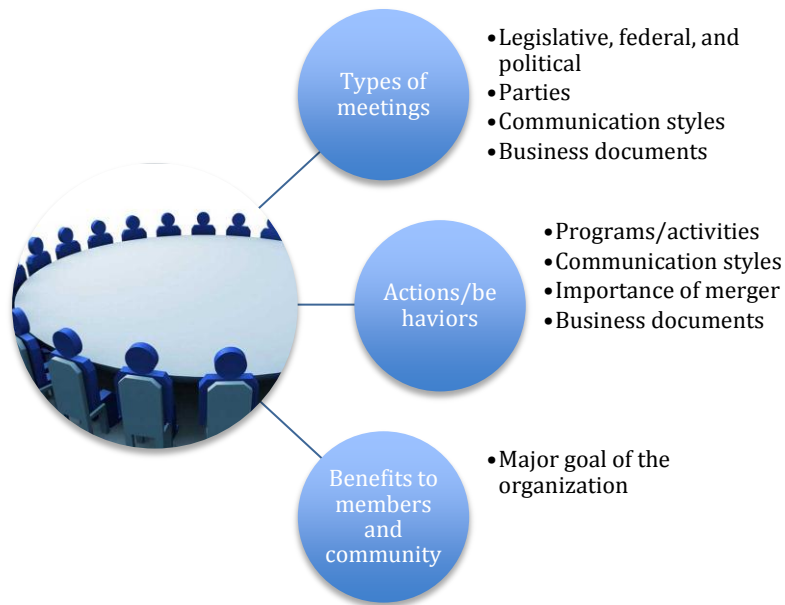 Types of
meetings
•Legislative, federal, and
political
•Parties
•Communication styles
•Business documents
Actions/be
haviors
•Programs/activities
•Communication styles
•Importance of merger
•Business documents
Benefits to
members
and
community
•Major goal of the
organization